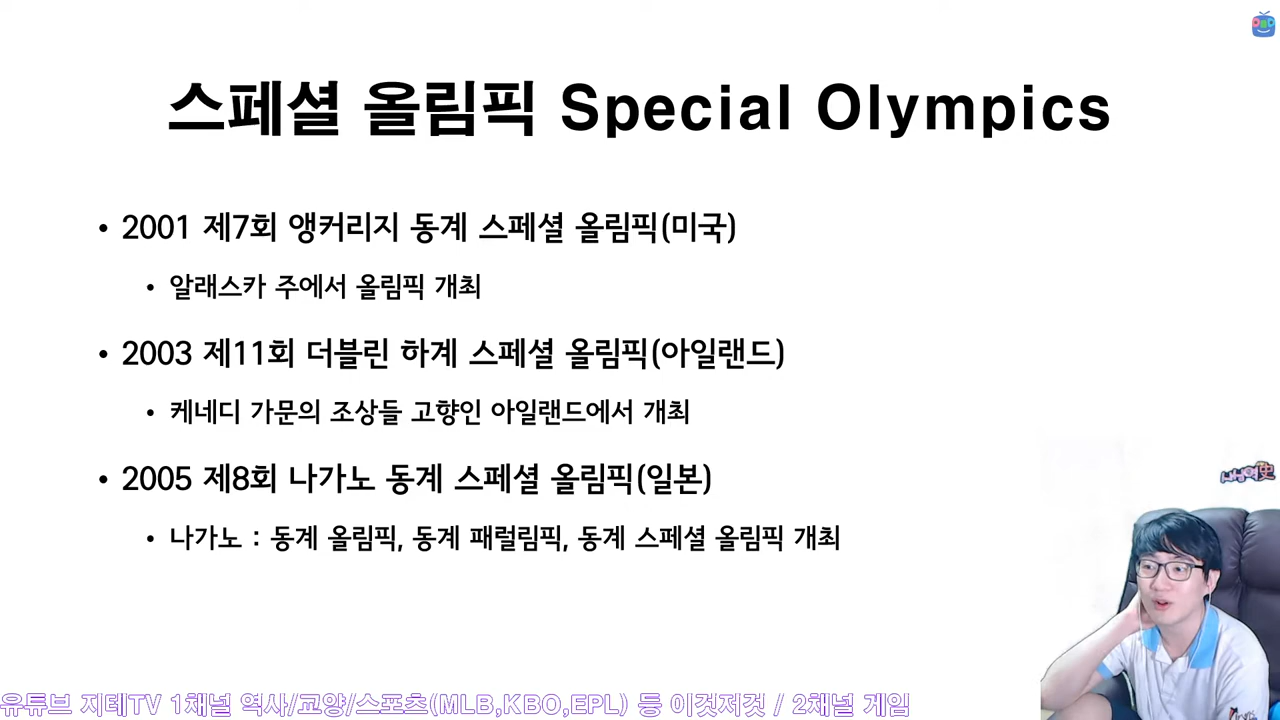 스페셜 올림픽 Special Olympics
• 2001 제7회 앵커리지 동계 스페셜 올림픽(미국)
• 알래스카 주에서 올림픽 개최
• 2003 제11회 더블린 하계 스페셜 올림픽(아일랜드)
• 케네디 가문의 조상들 고향인 아일랜드에서 개최
• 2005 제8회 나가노 동계 스페셜 올림픽(일본)
• 나가노 : 동계 올림픽, 동계 패럴림픽, 동계 스페셜 올림픽 개최
유튜브 지테TV 1채널 역사/교양/스포츠(MLB,KBO,EPL) 등 이것저것 / 2채널 게임